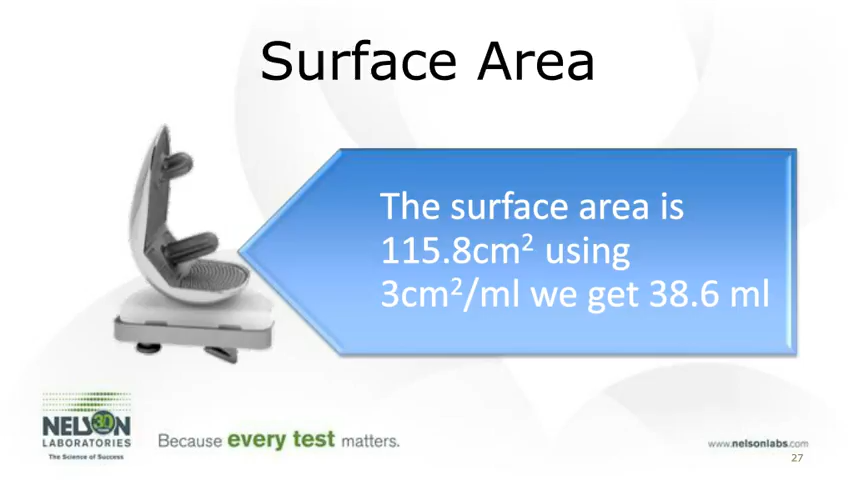 Surface Area
The surface area is
115.8cm² using
3cm²/ml we get 38.6 ml
NELSON
LABORATORIES
The Science of Success
Because every test matters.
www.nelsonlabs.com
27